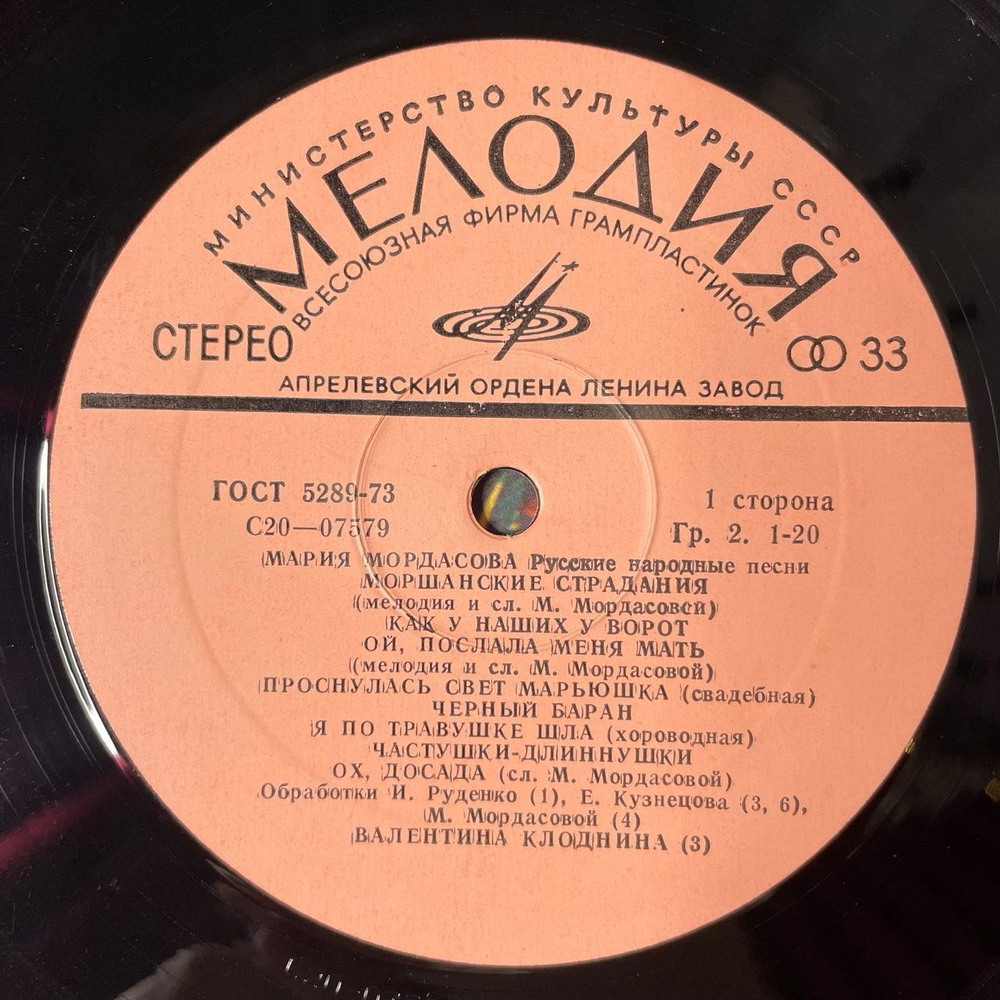 МИНИСТЕРСТВО КУЛЬТУРЫ СССР
МЕЛОДИЯ
ВСЕСОЮЗНАЯ ФИРМА ГРАМПЛАСТИНОК
СТЕРЕО
33
АПРЕЛЕВСКИЙ ОРДЕНА ЛЕНИНА ЗАВОД
ГОСТ 5289-73
1 сторона
С20—07579
Гр. 2. 1-20
МАРИЯ МОРДАСОВА Русские народные песни
МОРШАНСКИЕ СТРАДАНИЯ
(мелодия и сл. М. Мордасовой)
КАК У НАШИХ У ВОРОТ
ОЙ, ПОСЛАЛА МЕНЯ МАТЬ
(мелодия и сл. М. Мордасовой)
ПРОСНУЛАСЬ СВЕТ МАРЬЮШКА (свадебная)
ЧЕРНЫЙ БАРАН
Я ПО ТРАВУШКЕ ШЛА (хороводная)
ЧАСТУШКИ-ДЛИННУШКИ
ОХ, ДОСАДА (сл. М. Мордасовой)
Обработки И. Руденко (1), Е. Кузнецова (3, 6),
М. Мордасовой (4)
ВАЛЕНТИНА КЛОДНИНА (3)